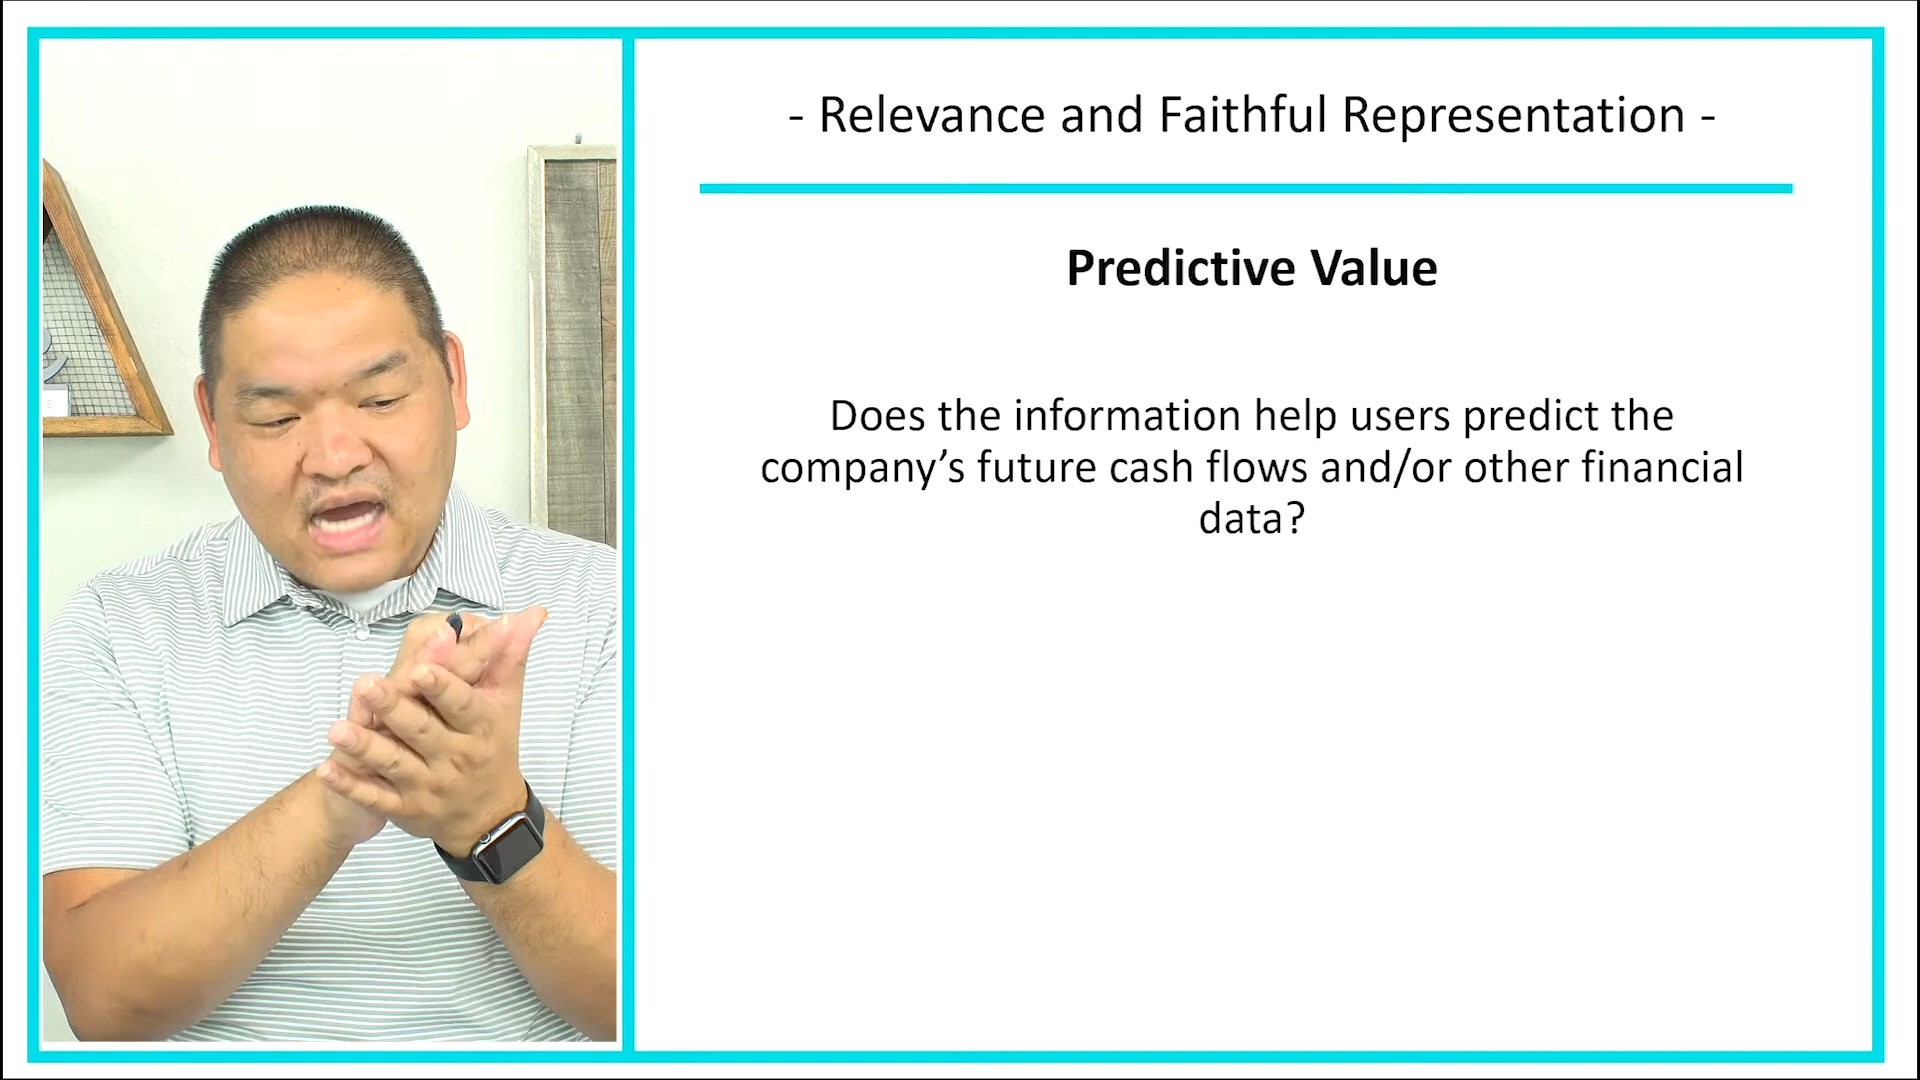 - Relevance and Faithful Representation -
Predictive Value
Does the information help users predict the
company’s future cash flows and/or other financial
data?
E